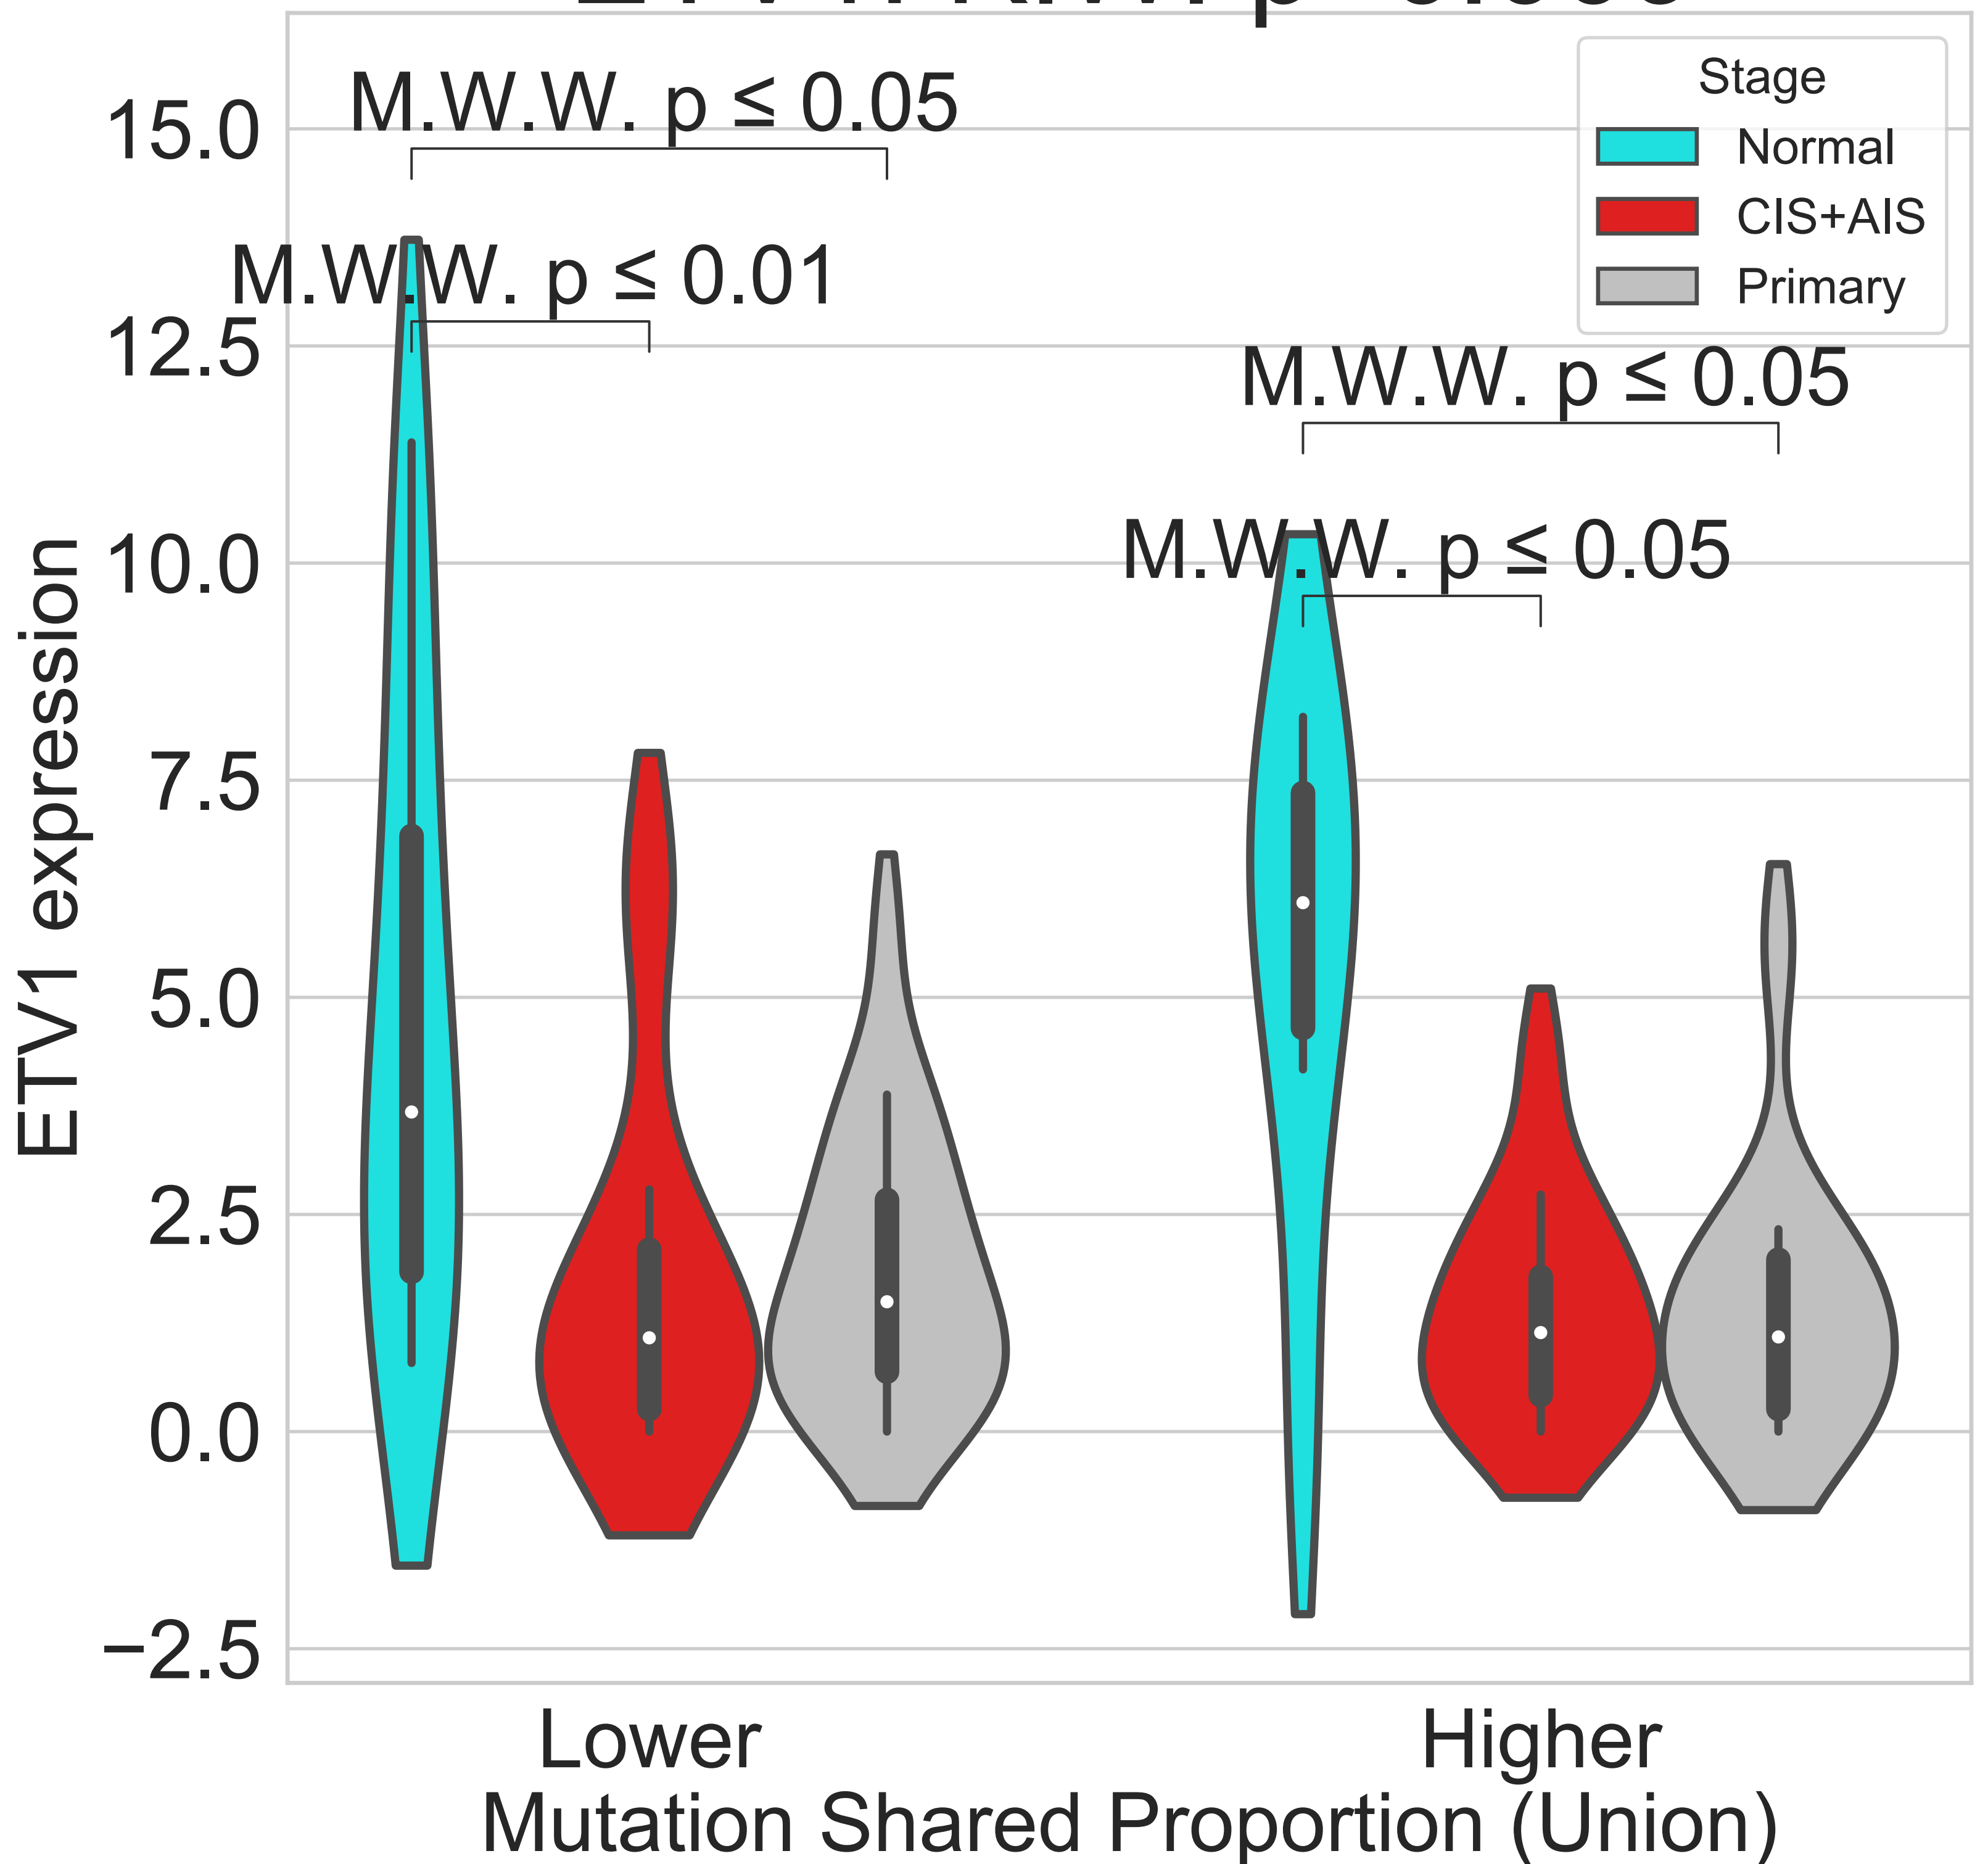 M.W.W. p ≤ 0.05
M.W.W. p ≤ 0.01
M.W.W. p ≤ 0.05
M.W.W. p ≤ 0.05
Stage
Normal
CIS+AIS
Primary
ETV1 expression
15.0
12.5
10.0
7.5
5.0
2.5
0.0
−2.5
Lower
Higher
Mutation Shared Proportion (Union)